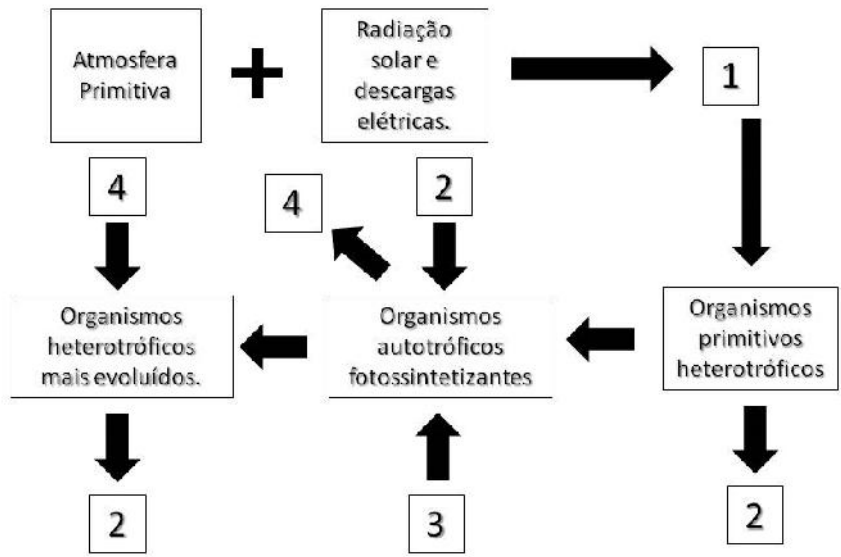 Atmosfera
Primitiva
+
Radiação
solar e
descargas
elétricas.
1
4
4
2
Organismos
heterotróficos
mais evoluídos.
Organismos
autotróficos
fotossintetizantes
Organismos
primitivos
heterotróficos
2
3
2